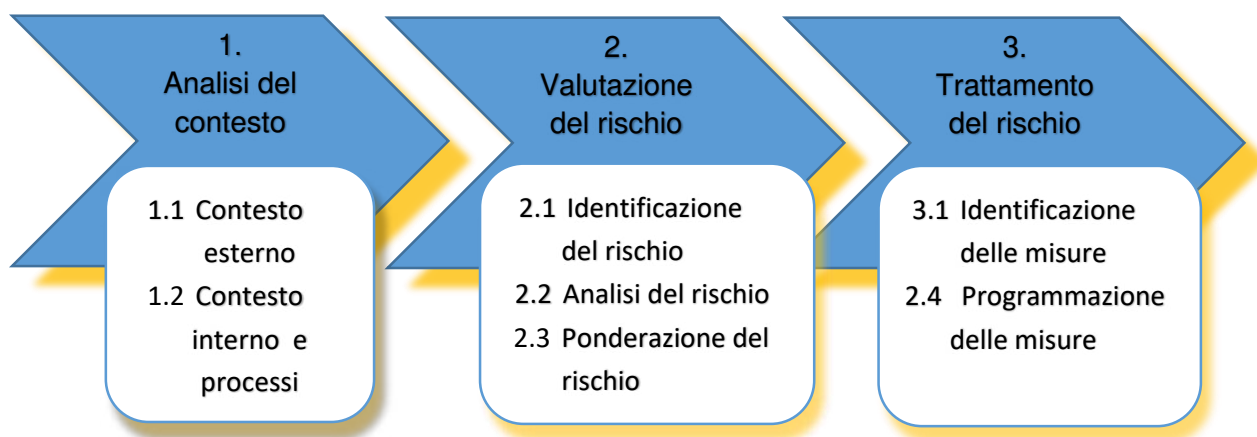 1.
Analisi del
contesto
1.1 Contesto
esterno
1.2 Contesto
interno e
processi
2.
Valutazione
del rischio
2.1 Identificazione
del rischio
2.2 Analisi del rischio
2.3 Ponderazione del
rischio
3.
Trattamento
del rischio
3.1 Identificazione
delle misure
2.4 Programmazione
delle misure